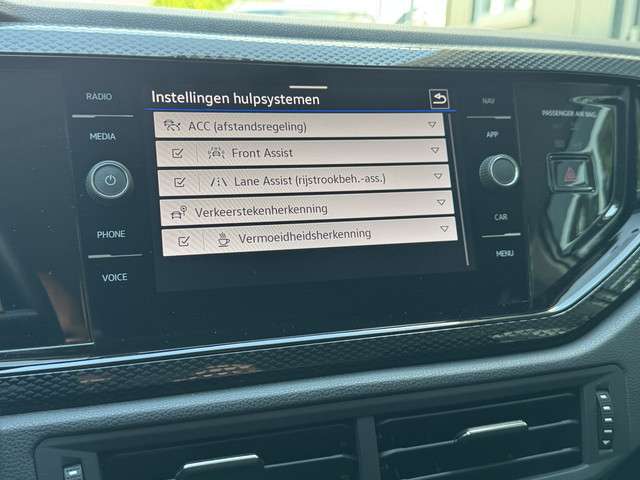 RADIO
MEDIA
PHONE
VOICE
Instellingen hulpsystemen
ACC (afstandsregeling)
Front Assist
Lane Assist (rijstrookbeh.-ass.)
Verkeerstekenherkenning
Vermoeidheidsherkenning
NAV
APP
CAR
MENU
PASSENGER AIR BAG